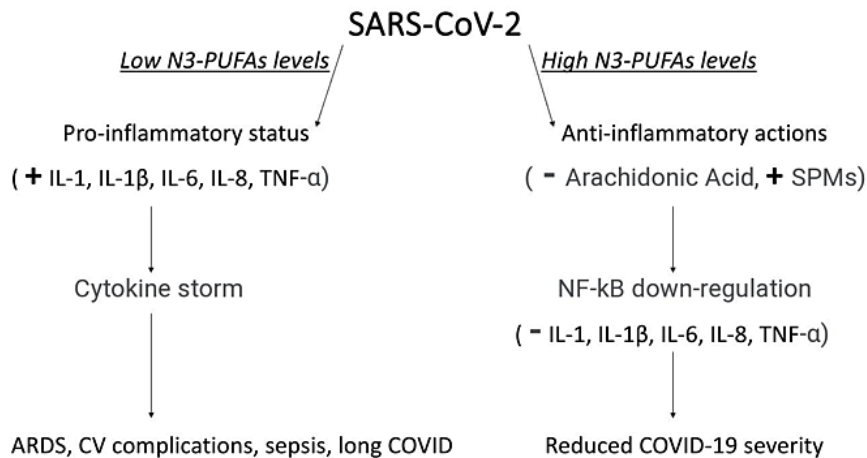 SARS-CoV-2
Low N3-PUFAs levels
High N3-PUFAs levels
Pro-inflammatory status
( + IL-1, IL-1β, IL-6, IL-8, TNF-α)
Cytokine storm
ARDS, CV complications, sepsis, long COVID
Anti-inflammatory actions
( - Arachidonic Acid, + SPMs)
NF-kB down-regulation
( - IL-1, IL-1β, IL-6, IL-8, TNF-α)
Reduced COVID-19 severity